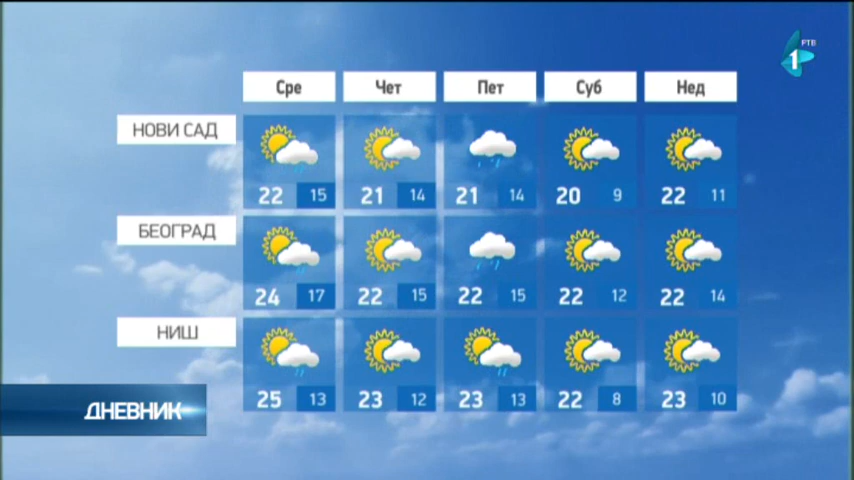 РТВ
1
Сре Чет Пет Суб Нед
НОВИ САД
22 15 21 14 21 14 20 9 22 11
БЕОГРАД
24 17 22 15 22 15 22 12 22 14
НИШ
25 13 23 12 23 13 22 8 23 10
ДНЕВНИК